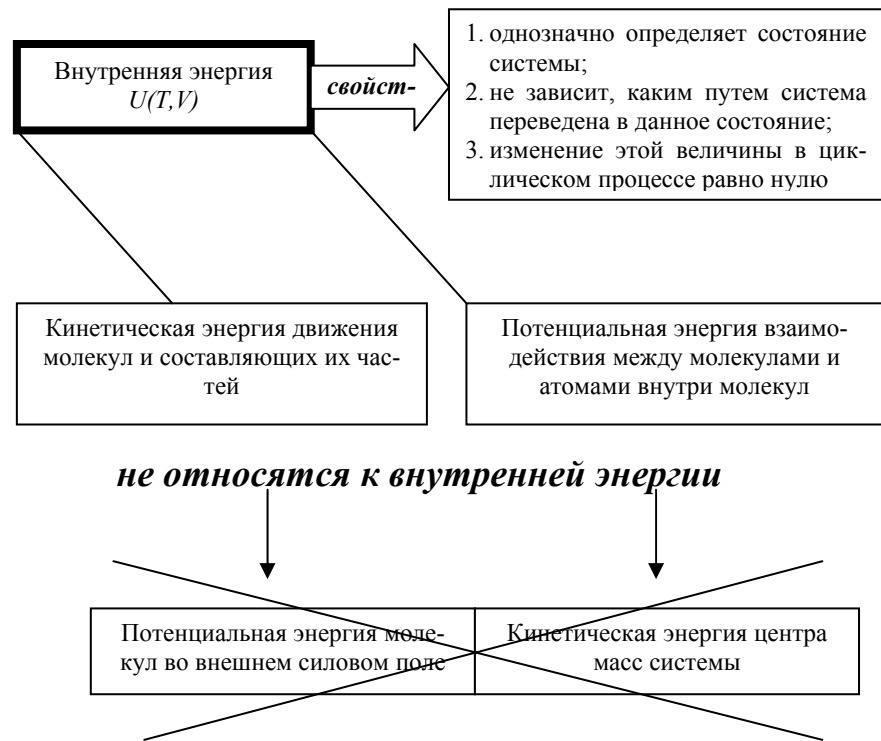 Внутренняя энергия
U(T,V)
свойст-
1. однозначно определяет состояние
системы;
2. не зависит, каким путем система
переведена в данное состояние;
3. изменение этой величины в цик-
лическом процессе равно нулю
Кинетическая энергия движения
молекул и составляющих их час-
тей
Потенциальная энергия взаимо-
действия между молекулами и
атомами внутри молекул
не относятся к внутренней энергии
Потенциальная энергия моле-
кул во внешнем силовом поле
Кинетическая энергия центра
масс системы